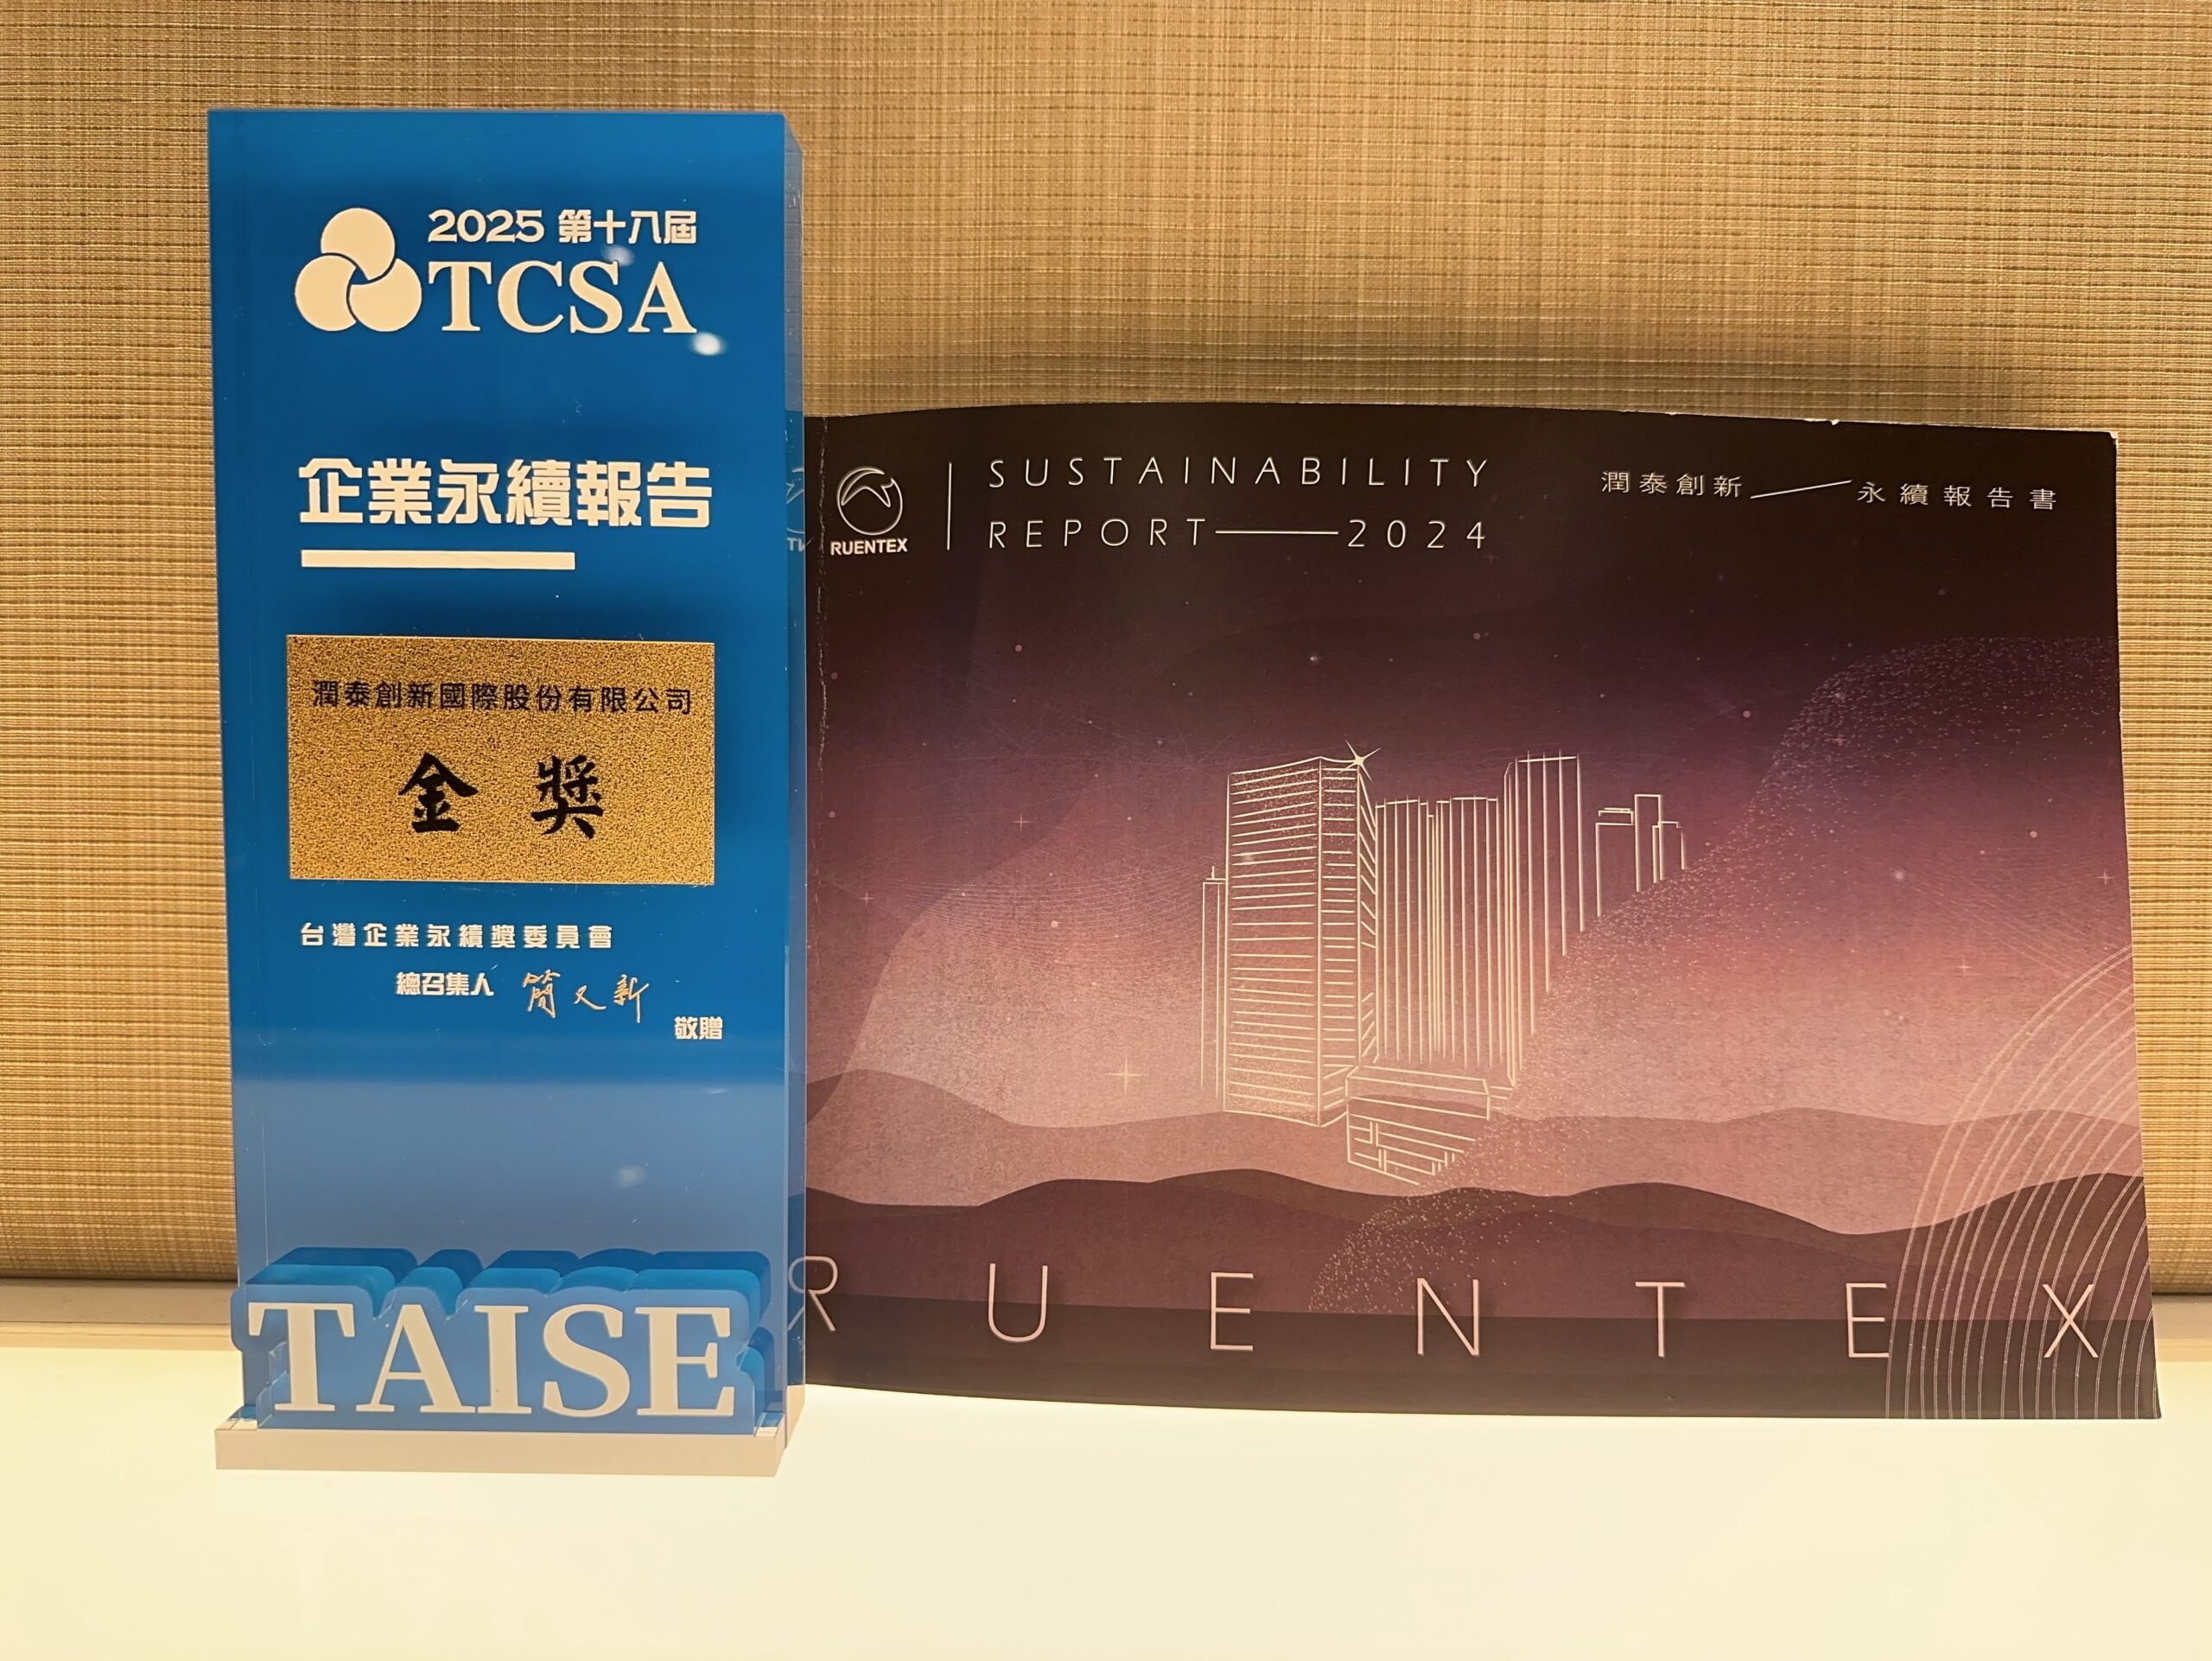 2025 第十八屆
TCSA
企業永續報告
潤泰創新國際股份有限公司
金獎
台灣企業永續獎委員會
總召集人 簡又新
敬贈
TAISE
RUENTEX
SUSTAINABILITY
REPORT——2024
潤泰創新——永續報告書
RUENTEX